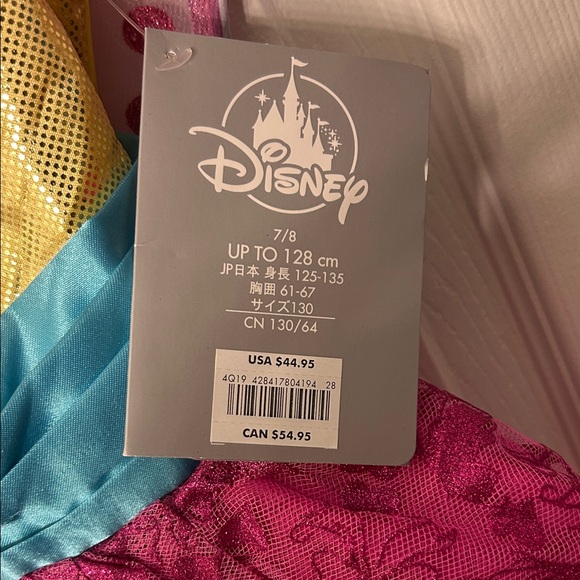 Disney
7/8
UP TO 128 cm
JP日本 身長 125-135
胸囲 61-67
サイズ130
CN 130/64
USA $44.95
4Q19 428417804194 28
CAN $54.95